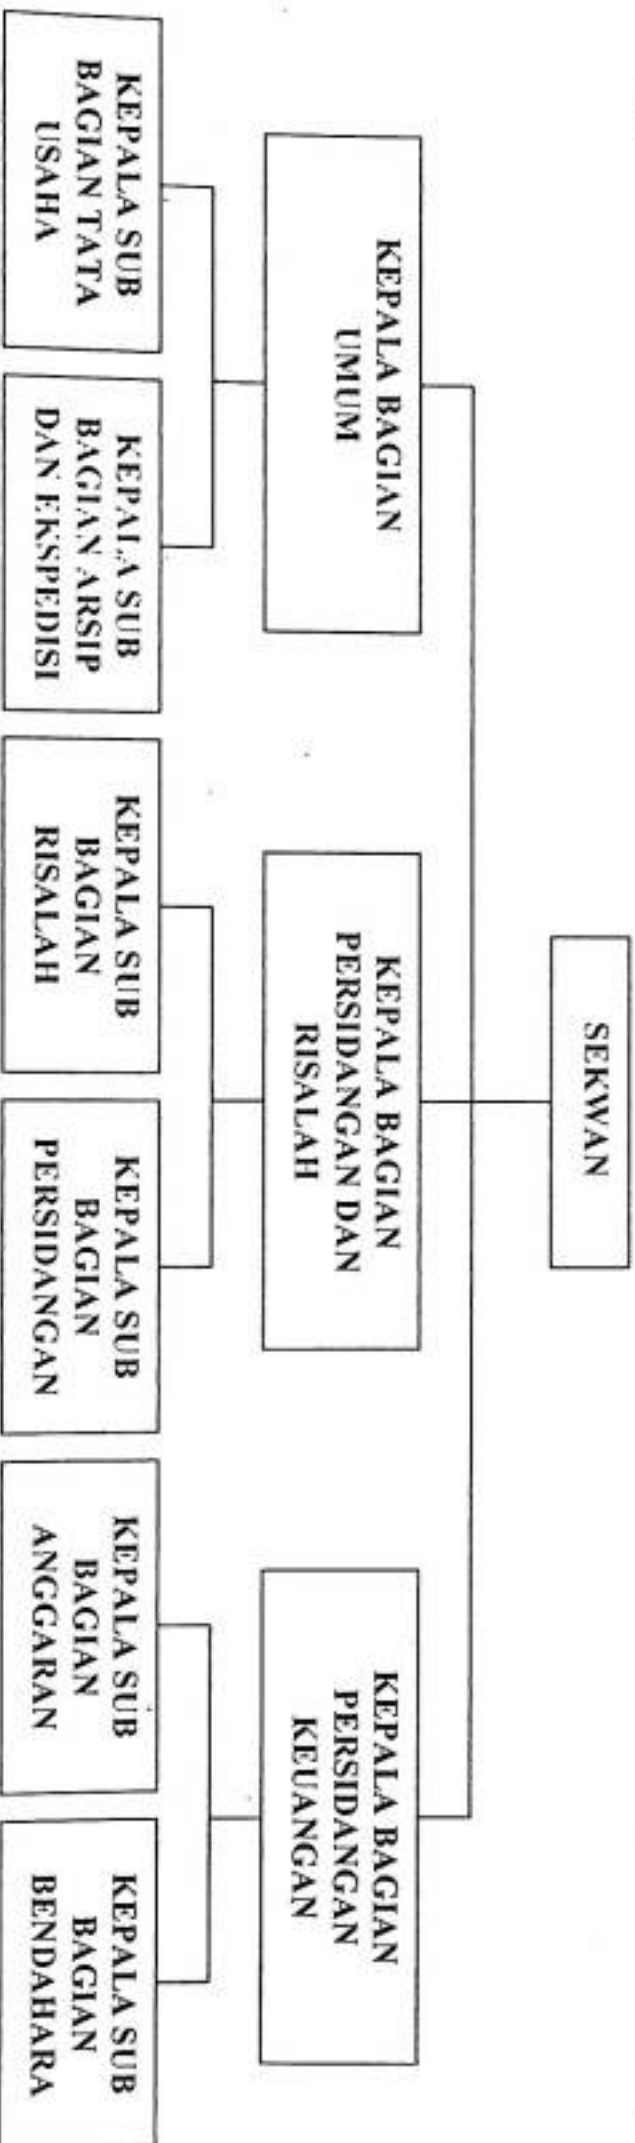 SEKWAN
KEPALA BAGIAN
UMUM
KEPALA BAGIAN
PERSIDANGAN DAN
RISALAH
KEPALA BAGIAN
PERSIDANGAN
KEUANGAN
KEPALA SUB
BAGIAN TATA
USAHA
KEPALA SUB
BAGIAN ARSIP
DAN EKSPEDISI
KEPALA SUB
BAGIAN
RISALAH
KEPALA SUB
BAGIAN
PERSIDANGAN
KEPALA SUB
BAGIAN
ANGGARAN
KEPALA SUB
BAGIAN
BENDAHARA